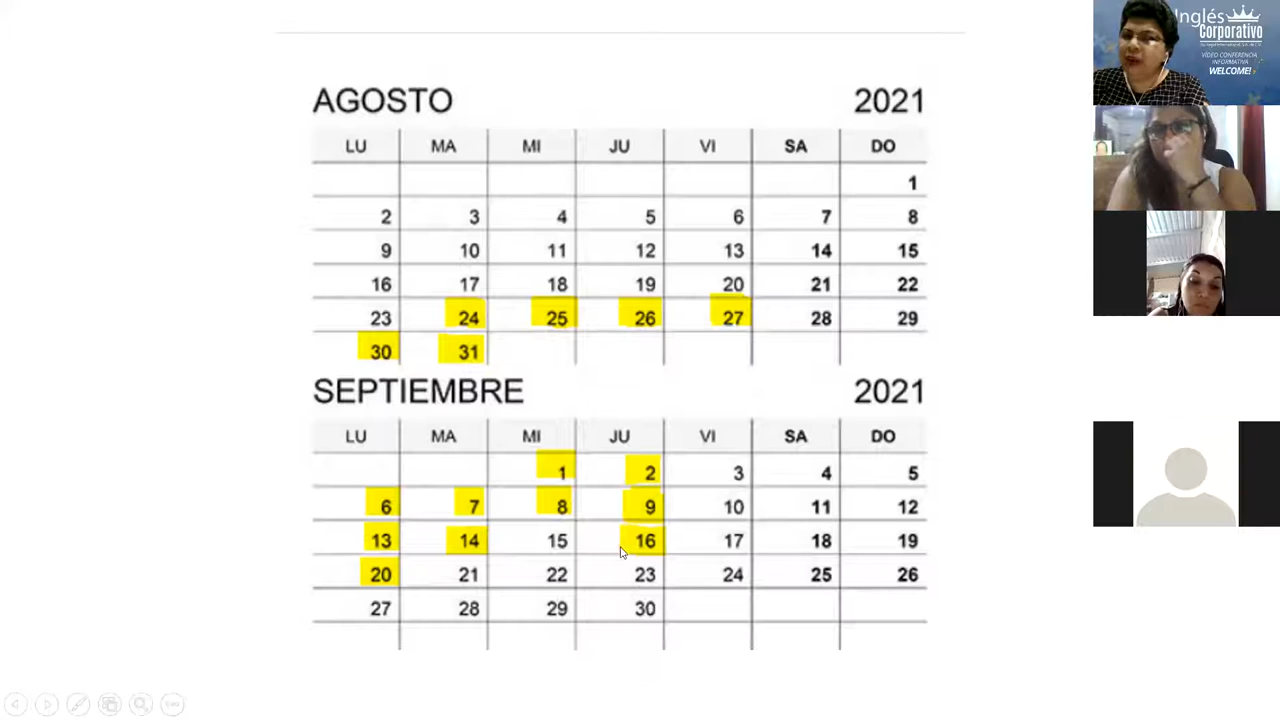 AGOSTO 2021
LU MA MI JU VI SA DO
1
2 3 4 5 6 7 8
9 10 11 12 13 14 15
16 17 18 19 20 21 22
23 24 25 26 27 28 29
30 31
SEPTIEMBRE 2021
LU MA MI JU VI SA DO
1 2 3 4 5
6 7 8 9 10 11 12
13 14 15 16 17 18 19
20 21 22 23 24 25 26
27 28 29 30
Inglés
Corporativo
VÍDEO CONFERENCIA
INFORMATIVA
WELCOME!